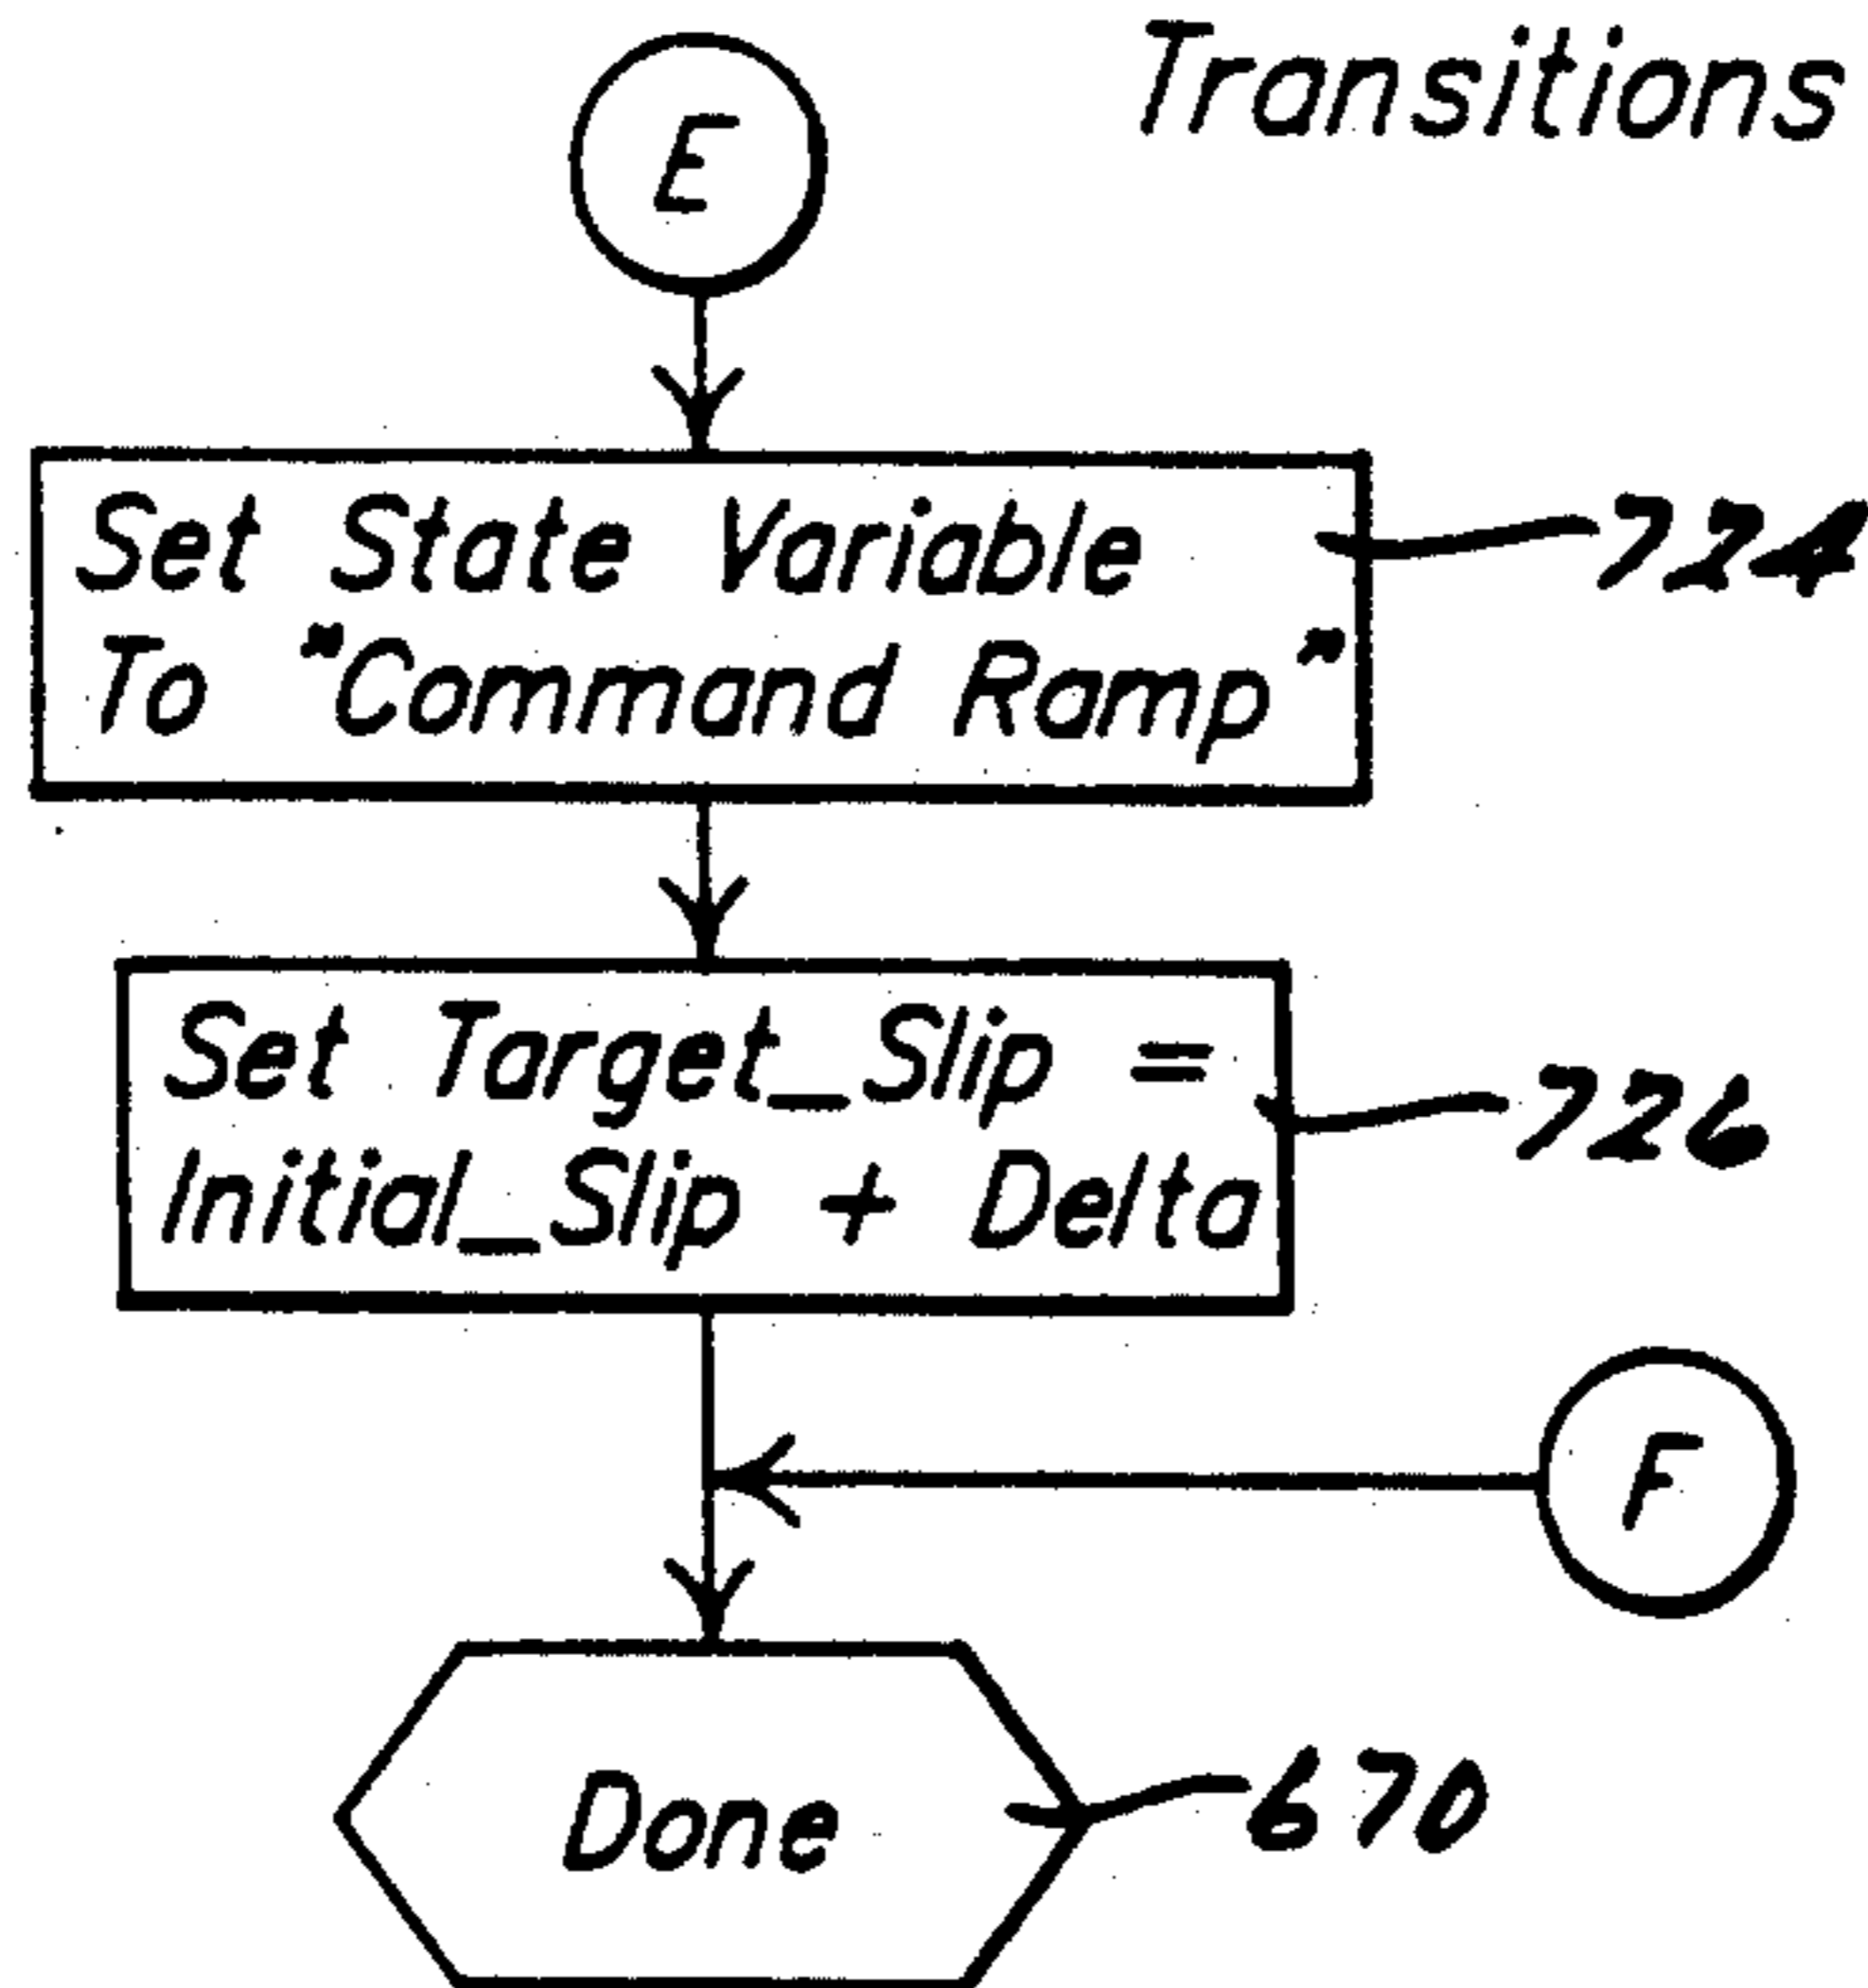 Transitions
E
Set State Variable
To "Command Ramp"
724
Set Target_Slip =
Initial_Slip + Delta
726
F
Done
670